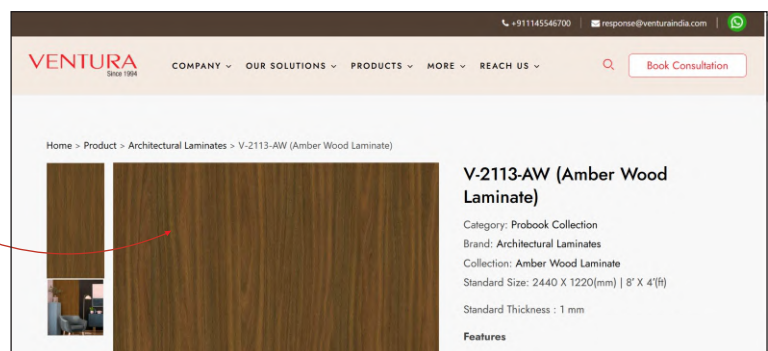 +911145546700 | response@venturaindia.com |
VENTURA
Since 1994
COMPANY OUR SOLUTIONS PRODUCTS MORE REACH US
Book Consultation
Home > Product > Architectural Laminates > V-2113-AW (Amber Wood Laminate)
V-2113-AW (Amber Wood
Laminate)
Category: Probook Collection
Brand: Architectural Laminates
Collection: Amber Wood Laminate
Standard Size: 2440 X 1220(mm) | 8' X 4'(ft)
Standard Thickness : 1 mm
Features